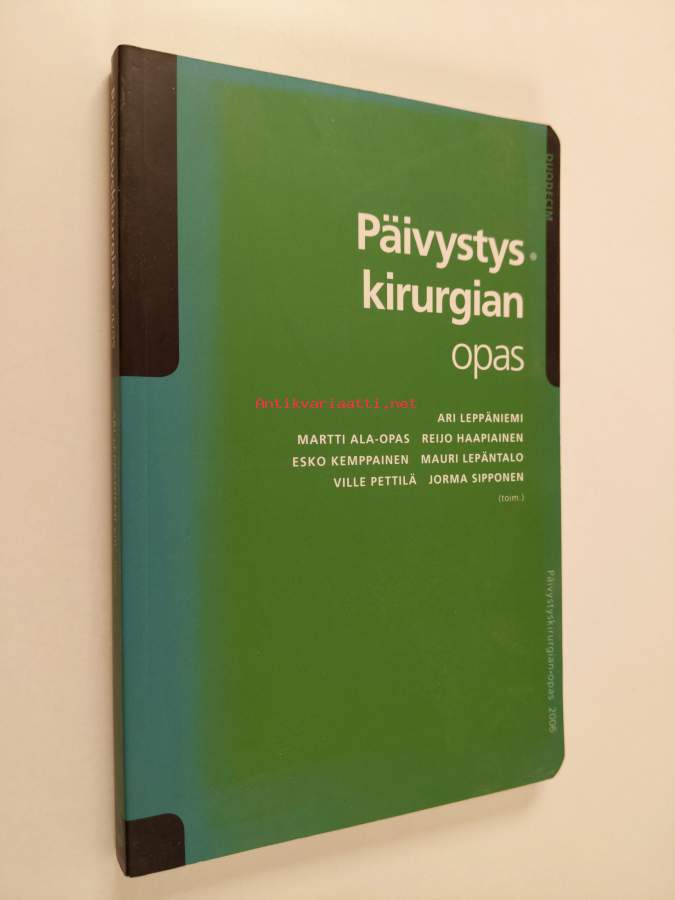 DUODECIM
Päivystys
kirurgian
opas
Antikvariaatti.net
ARI LEPPÄNIEMI
MARTTI ALA-OPAS REIJO HAAPIAINEN
ESKO KEMPPAINEN MAURI LEPÄNTALO
VILLE PETTILÄ JORMA SIPPONEN
(toim.)
Päivystyskirurgian-opas 2006